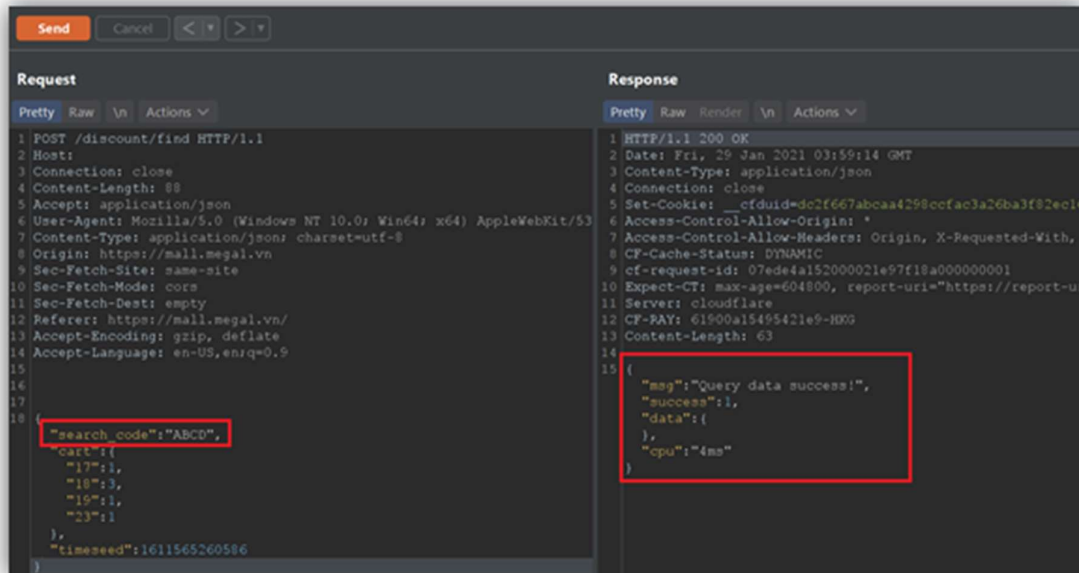 Send Cancel < ▼ > ▼
Request
Pretty Raw \n Actions
1 POST /discount/find HTTP/1.1
2 Host:
3 Connection: close
4 Content-Length: 88
5 Accept: application/json
6 User-Agent: Mozilla/5.0 (Windows NT 10.0; Win64; x64) AppleWebKit/53
7 Content-Type: application/json; charset=utf-8
8 Origin: https://mall.megal.vn
9 Sec-Fetch-Site: same-site
10 Sec-Fetch-Mode: cors
11 Sec-Fetch-Dest: empty
12 Referer: https://mall.megal.vn/
13 Accept-Encoding: gzip, deflate
14 Accept-Language: en-US,en;q=0.9
15
16
17
18 {
"search_code":"ABCD",
"cart":{
"17":1,
"18":3,
"19":1,
"23":1
},
"timeseed":1611565260586
}
Response
Pretty Raw Render \n Actions
1 HTTP/1.1 200 OK
2 Date: Fri, 29 Jan 2021 03:59:14 GMT
3 Content-Type: application/json
4 Connection: close
5 Set-Cookie:
6 Access-Control-Allow-Origin: *
7 Access-Control-Allow-Headers: Origin, X-Requested-With,
8 CF-Cache-Status: DYNAMIC
9 cf-request-id: 07ede4a152000021e97f18a000000001
10 Expect-CT: max-age=604800, report-uri="https://report-u
11 Server: cloudflare
12 CF-RAY: 61900a15495421e9-HKG
13 Content-Length: 63
14
15 {
"msg":"Query data success!",
"success":1,
"data":{
},
"cpu":"4ms"
}